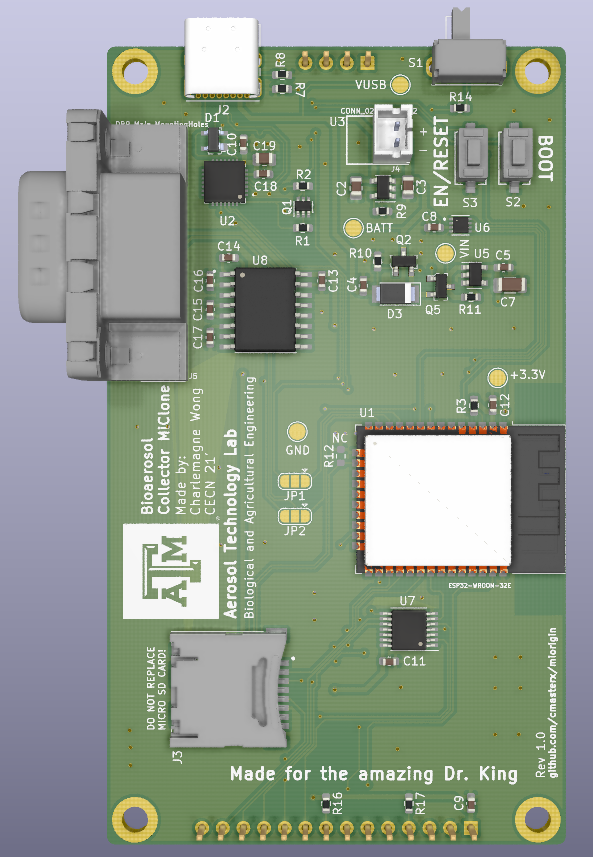 R8
R7
J2
S1
VUSB
R14
D1
C10
C19
C18
U2
U3
CONN_02
2
+
-
J4
EN/RESET
BOOT
S3
S2
R2
Q1
R1
C2
C3
R9
BATT
C8
U6
C14
U8
C16
C15
C17
C13
R10
Q2
VIN
U5
C5
C4
D3
Q5
R11
C7
J5
+3.3V
R3
C12
U1
GND
NC
R12
JP1
JP2
Bioaerosol
Collector MiClone
Made by:
Charlemagne Wong
CECN 21
Aerosol Technology Lab
Biological and Agricultural Engineering
ATM
ESP32-WROOM-32E
U7
C11
DO NOT REPLACE
MICRO SD CARD!
J3
Made for the amazing Dr. King
Rev 1.0
github.com/cmasterx/miorigin
R16
R17
C9